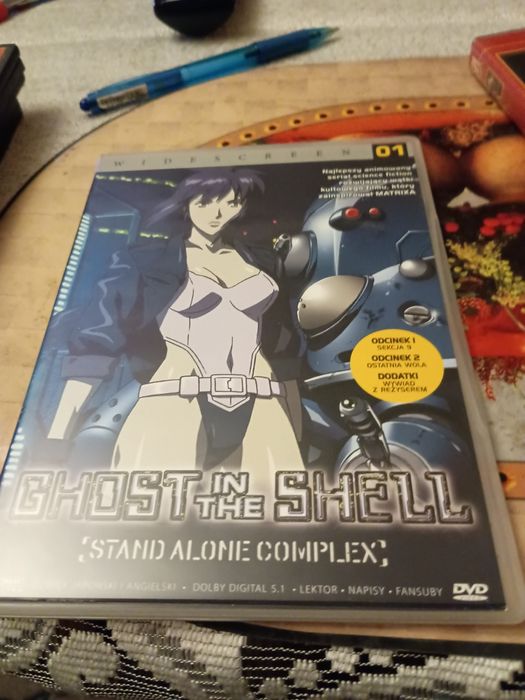 WIDESCREEN 01
Najlepszy animowany
serial science fiction
rozwijający wątki
kultowego filmu, który
zainspirował MATRIXA
ODCINEK 1
SEKCJA 9
ODCINEK 2
OSTATNIA WOLA
DODATKI
WYWIAD
Z REŻYSEREM
GHOST IN THE SHELL
[STAND ALONE COMPLEX]
JAPOŃSKI I ANGIELSKI • DOLBY DIGITAL 5.1 • LEKTOR • NAPISY • FANSUBY
DVD